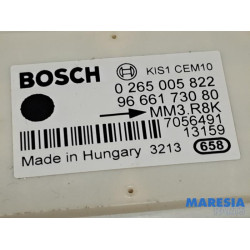 BOSCH KIS1 CEM10
0 265 005 822
96 661 730 80
MM3.R8K
7056491
13159
Made in Hungary 3213 658
MARESIA